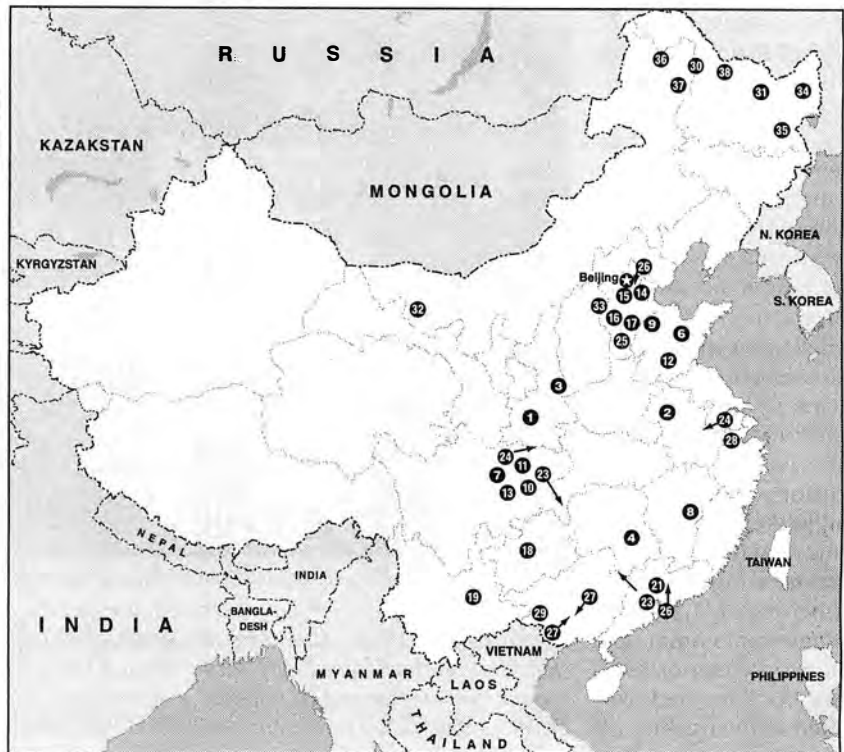 RUSSIA
36
30
38
37
31
34
35
KAZAKSTAN
MONGOLIA
N. KOREA
KYRGYZSTAN
Beijing
26
S. KOREA
15
14
32
33
16
17
9
6
25
12
3
1
2
24
28
24
11
23
7
10
13
8
4
18
TAIWAN
NEPAL
INDIA
21
19
27
23
26
29
BANGLA-
DESH
27
INDIA
VIETNAM
MYANMAR
LAOS
PHILIPPINES
THAILAND